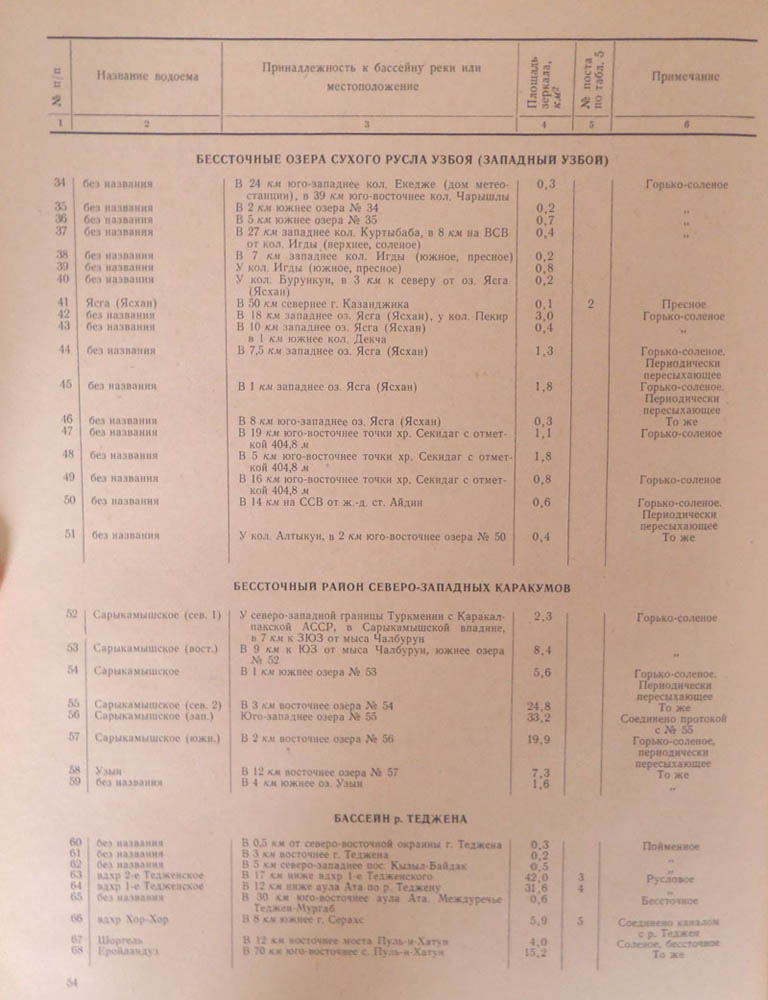 № п/п | Название водоема | Принадлежность к бассейну реки или местоположение | Площадь зеркала, км² | № поста по табл. 5 | Примечание
1 | 2 | 3 | 4 | 5 | 6
БЕССТОЧНЫЕ ОЗЕРА СУХОГО РУСЛА УЗБОЯ (ЗАПАДНЫЙ УЗБОЙ)
34 без названия В 24 км юго-западнее кол. Екедже (дом метео- 0,3 Горько-соленое
станции), в 39 км юго-восточнее кол. Чарышлы
35 без названия В 2 км южнее озера № 34 0,2 „
36 без названия В 5 км южнее озера № 35 0,7 „
37 без названия В 27 км западнее кол. Куртыбаба, в 8 км на ВСВ 0,4 „
от кол. Игды (верхнее, соленое)
38 без названия В 7 км западнее кол. Игды (южное, пресное) 0,2
39 без названия У кол. Игды (южное, пресное) 0,8
40 без названия У кол. Бурункуи, в 3 км к северу от оз. Ясга 0,2
(Ясхан)
41 Ясга (Ясхан) В 50 км севернее г. Казанджика 0,1 2 Пресное
42 без названия В 18 км западнее оз. Ясга (Ясхан), у кол. Пекир 3,0 Горько-соленое
43 без названия В 10 км западнее оз. Ясга (Ясхан) 0,4 „
в 1 км южнее кол. Декча
44 без названия В 7,5 км западнее оз. Ясга (Ясхан) 1,3 Горько-соленое.
Периодически
пересыхающее
45 без названия В 1 км западнее оз. Ясга (Ясхан) 1,8 Горько-соленое.
Периодически
пересыхающее
46 без названия В 8 км юго-западнее оз. Ясга (Ясхан) 0,3 То же
47 без названия В 19 км юго-восточнее точки хр. Секидаг с отмет- 1,1 Горько-соленое
кой 404,8 м
48 без названия В 5 км юго-восточнее точки хр. Секидаг с отмет- 1,8
кой 404,8 м
49 без названия В 16 км юго-восточнее точки хр. Секидаг с отмет- 0,8 Горько-соленое
кой 404,8 м
50 без названия В 14 км на ССВ от ж.-д. ст. Айдин 0,6 Горько-соленое.
Периодически
пересыхающее
51 без названия У кол. Алтыкуи, в 2 км юго-восточнее озера № 50 0,4 То же
БЕССТОЧНЫЙ РАЙОН СЕВЕРО-ЗАПАДНЫХ КАРАКУМОВ
52 Сарыкамышское (сев. 1) У северо-западной границы Туркмении с Каракал- 2,3 Горько-соленое
пакской АССР, в Сарыкамышской впадине,
в 7 км к ЗЮЗ от мыса Чалбурун
53 Сарыкамышское (вост.) В 9 км к ЮЗ от мыса Чалбурун, южнее озера 8,4 „
№ 52
54 Сарыкамышское В 1 км южнее озера № 53 5,6 Горько-соленое.
Периодически
пересыхающее
55 Сарыкамышское (сев. 2) В 3 км восточнее озера № 54 24,8 То же
56 Сарыкамышское (зап.) Юго-западнее озера № 55 33,2 Соединено протокой
с № 55
57 Сарыкамышское (южн.) В 2 км восточнее озера № 56 19,9 Горько-соленое,
периодически
пересыхающее
58 Узын В 12 км восточнее озера № 57 7,3 То же
59 без названия В 4 км южнее оз. Узын 1,6 „
БАССЕЙН р. ТЕДЖЕНА
60 без названия В 0,5 км от северо-восточной окраины г. Теджена 0,3 Пойменное
61 без названия В 3 км восточнее г. Теджена 0,2 „
62 без названия В 5 км северо-западнее пос. Кызыл-Байдак 0,5 „
63 вдхр 2-е Тедженское В 17 км ниже вдхр 1-е Тедженского 42,0 3 Русловое
64 вдхр 1-е Тедженское В 12 км ниже аула Ата по р. Теджену 31,6 4 „
65 без названия В 30 км юго-восточнее аула Ата. Междуречье 0,6 Бессточное
Теджен-Мургаб
66 вдхр Хор-Хор В 8 км южнее г. Серахс 5,9 5 Соединено каналом
с р. Теджен
67 Шоргель В 12 км восточнее моста Пуль-и-Хатун 4,0 Соленое, бессточное
68 Еройландуз В 70 км юго-восточнее с. Пуль-и-Хатун 15,2 То же
54